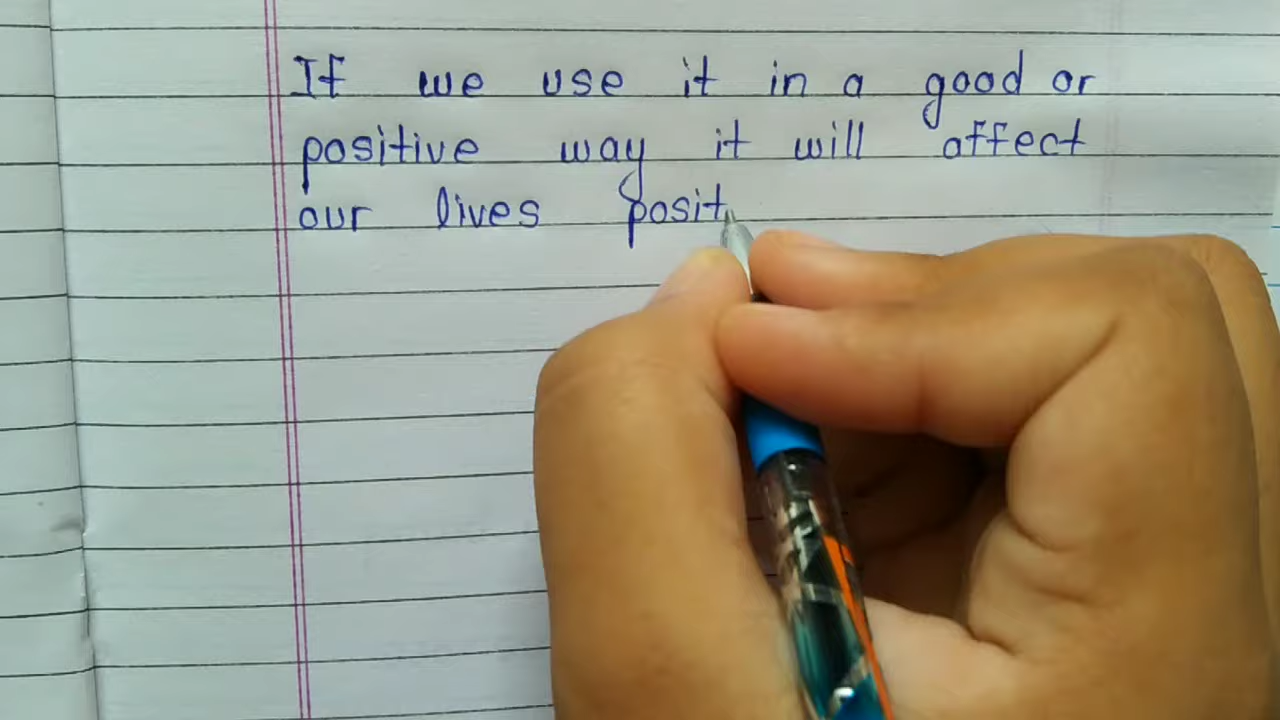 If we use it in a good or
positive way it will affect
our lives posit